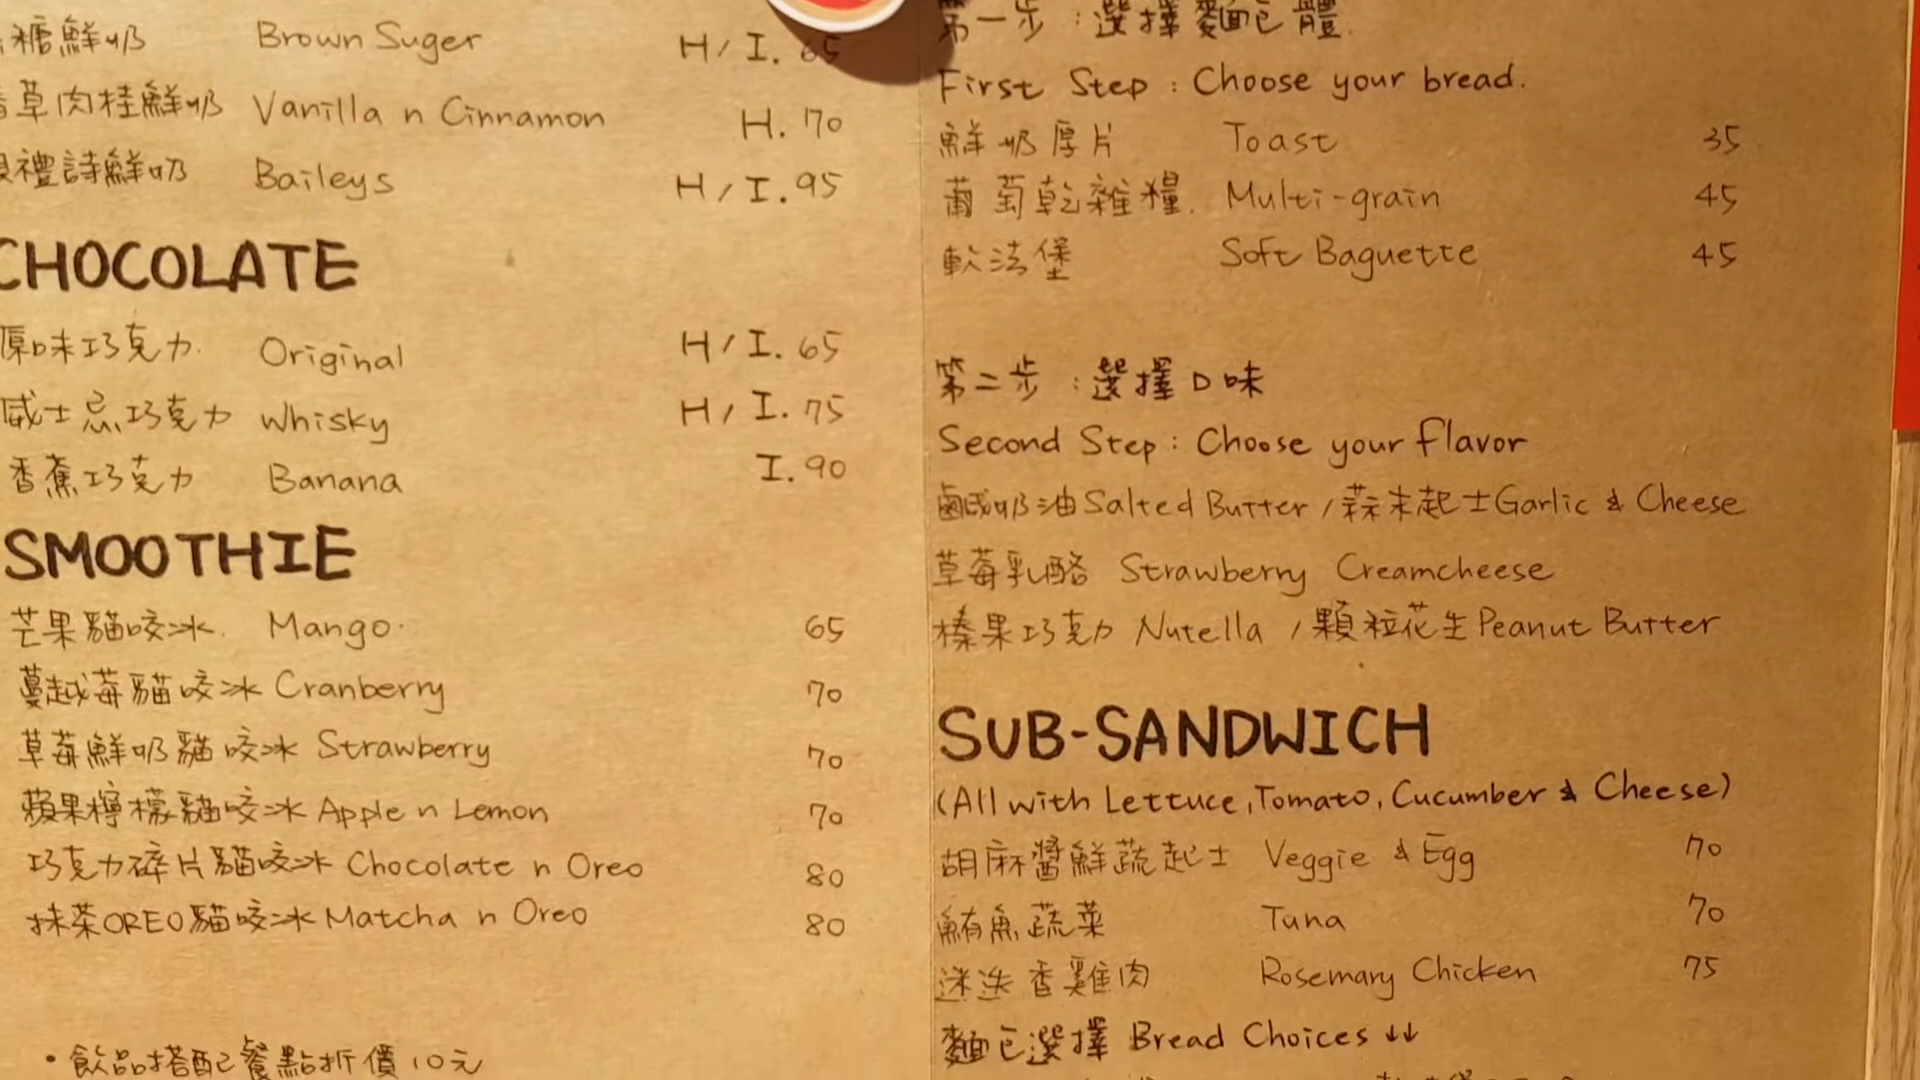 糖鮮奶 Brown Suger H/I. 65
香草肉桂鮮奶 Vanilla n Cinnamon H. 70
禮詩鮮奶 Baileys H/I. 95
CHOCOLATE
原味巧克力. Original H/I. 65
威士忌巧克力 Whisky H/I. 75
香蕉巧克力 Banana I. 90
SMOOTHIE
芒果貓咬冰. Mango 65
蔓越莓貓咬冰 Cranberry 70
草莓鮮奶貓咬冰 Strawberry 70
蘋果檸檬貓咬冰 Apple n Lemon 70
巧克力碎片貓咬冰 Chocolate n Oreo 80
抹茶OREO貓咬冰 Matcha n Oreo 80
•飲品搭配餐點折價10元
第一步:選擇麵包體.
First Step : Choose your bread.
鮮奶厚片 Toast 35
葡萄乾雜糧. Multi-grain 45
軟法堡 Soft Baguette 45
第二步:選擇口味
Second Step : Choose your flavor
鹹奶油 Salted Butter /蒜末起士 Garlic & Cheese
草莓乳酪 Strawberry Creamcheese
榛果巧克力 Nutella /顆粒花生 Peanut Butter
SUB-SANDWICH
(All with Lettuce, Tomato, Cucumber & Cheese)
胡麻醬鮮蔬起士 Veggie & Egg 70
鮪魚蔬菜 Tuna 70
迷迭香雞肉 Rosemary Chicken 75
麵包選擇 Bread Choices ↓↓